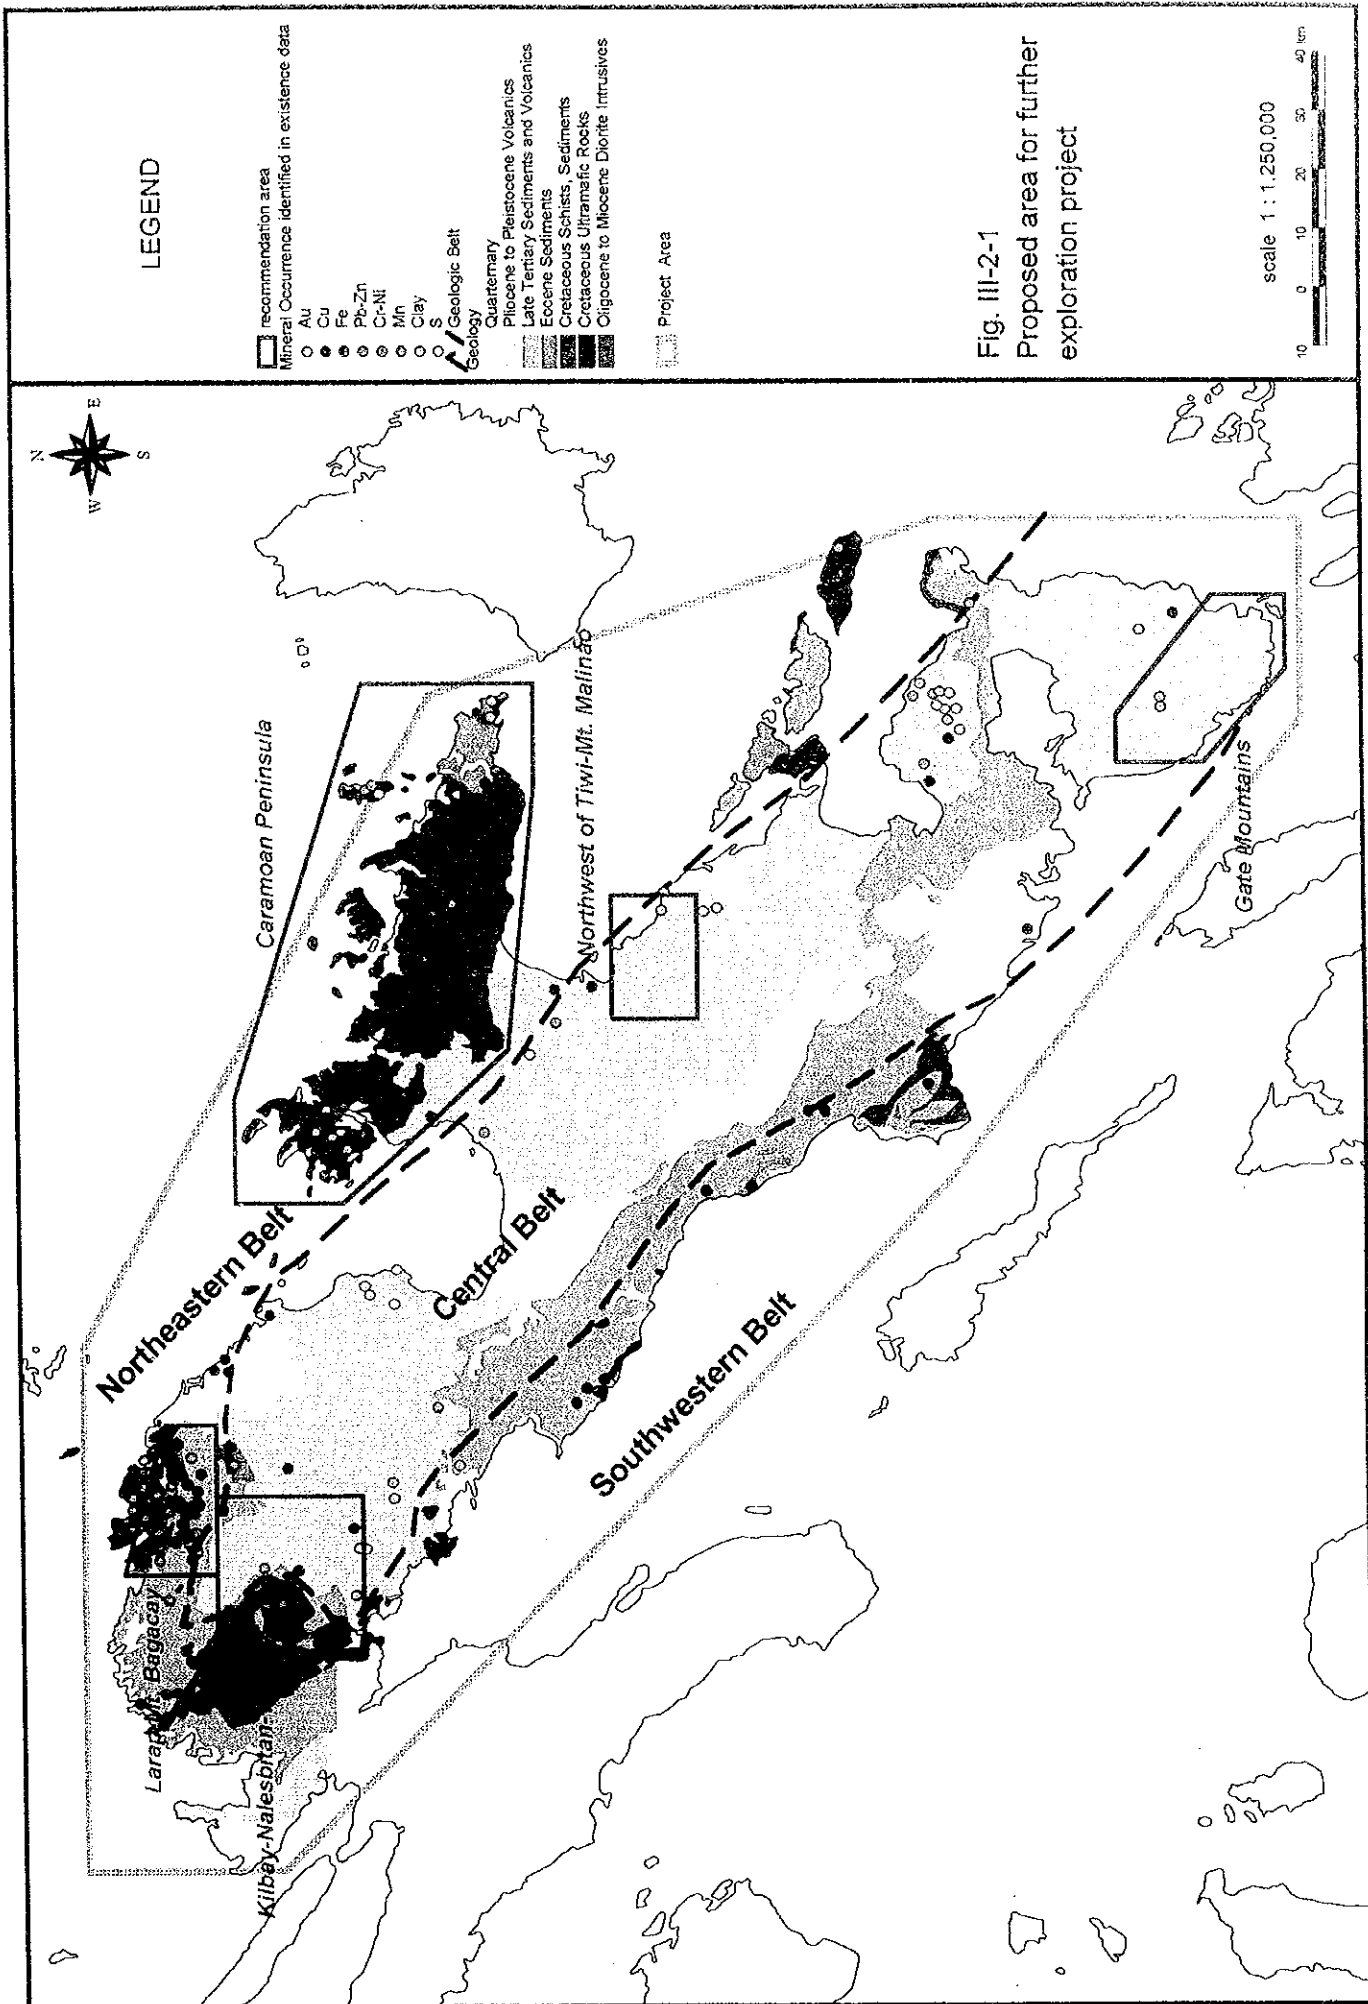 LEGEND
recommendation area
Mineral Occurrence identified in existence data
Au
Cu
Fe
Pb-Zn
Cr-Ni
Mn
Clay
S
Geologic Belt
Geology
Quarternary
Pliocene to Pleistocene Volcanics
Late Tertiary Sediments and Volcanics
Eocene Sediments
Cretaceous Schists, Sediments
Cretaceous Ultramafic Rocks
Oligocene to Miocene Diorite Intrusives
Project Area
Fig. III-2-1
Proposed area for further
exploration project
scale 1 : 1.250,000
10 0 10 20 30 40 km
N
W E
S
Caramoan Peninsula
Northwest of Tiwi-Mt. Malinao
Gate Mountains
Northeastern Belt
Central Belt
Southwestern Belt
Larap-Mt. Bagacay
Kilbay-Nalesbitan